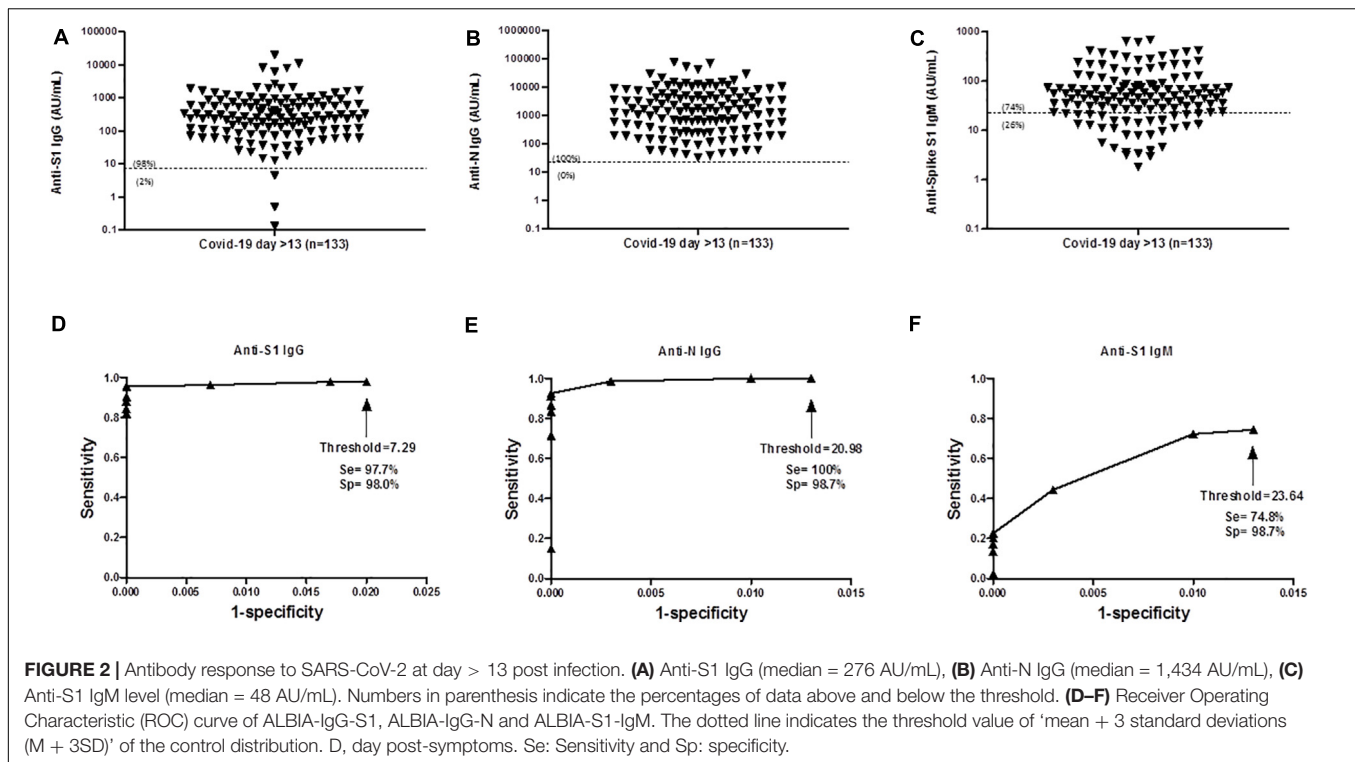 A
Anti-S1 IgG (AU/mL)
100000
10000
1000
100
10
1
0.1
(98%)
(2%)
Covid-19 day >13 (n=133)
B
Anti-N IgG (AU/mL)
1000000
100000
10000
1000
100
10
1
0.1
(100%)
(0%)
Covid-19 day >13 (n=133)
C
Anti-Spike S1 IgM (AU/mL)
1000
100
10
1
0.1
(74%)
(26%)
Covid-19 day >13 (n=133)
D
Anti-S1 IgG
Sensitivity
1.0
0.8
0.6
0.4
0.2
0.0
Threshold=7.29
Se= 97.7%
Sp= 98.0%
0.000 0.005 0.010 0.015 0.020 0.025
1-specificity
E
Anti-N IgG
Sensitivity
1.0
0.8
0.6
0.4
0.2
0.0
Threshold=20.98
Se= 100%
Sp= 98.7%
0.000 0.005 0.010 0.015
1-specificity
F
Anti-S1 IgM
Sensitivity
1.0
0.8
0.6
0.4
0.2
0.0
Threshold=23.64
Se= 74.8%
Sp= 98.7%
0.000 0.005 0.010 0.015
1-specificity
FIGURE 2 | Antibody response to SARS-CoV-2 at day > 13 post infection. (A) Anti-S1 IgG (median = 276 AU/mL), (B) Anti-N IgG (median = 1,434 AU/mL), (C)
Anti-S1 IgM level (median = 48 AU/mL). Numbers in parenthesis indicate the percentages of data above and below the threshold. (D–F) Receiver Operating
Characteristic (ROC) curve of ALBIA-IgG-S1, ALBIA-IgG-N and ALBIA-S1-IgM. The dotted line indicates the threshold value of ‘mean + 3 standard deviations
(M + 3SD)’ of the control distribution. D, day post-symptoms. Se: Sensitivity and Sp: specificity.